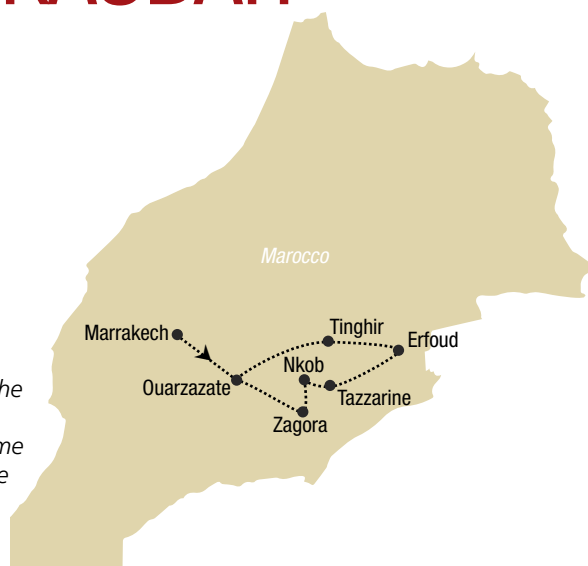 Marocco
Marrakech
Tinghir
Erfoud
Nkob
Ouarzazate
Tazzarine
Zagora